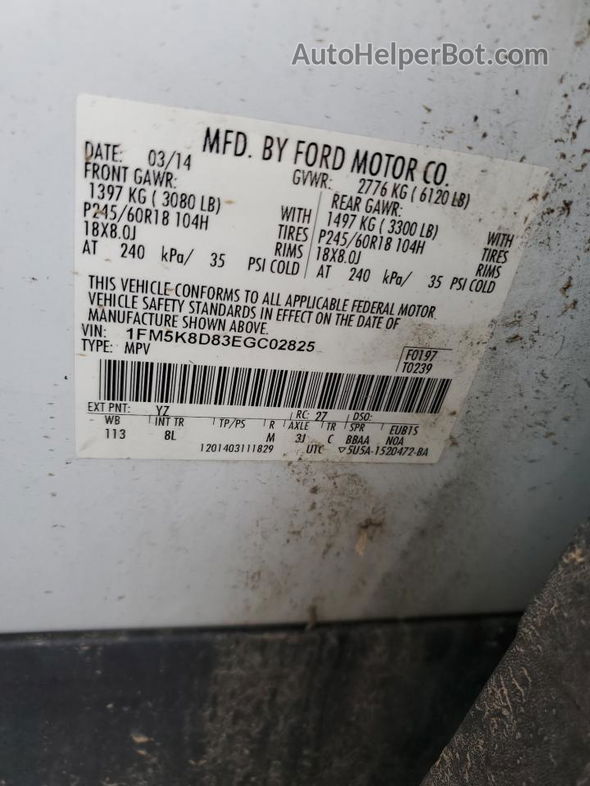 AutoHelperBot.com
MFD. BY FORD MOTOR CO.
DATE: 03/14 GVWR: 2776 KG ( 6120 LB)
FRONT GAWR: REAR GAWR:
1397 KG ( 3080 LB) WITH 1497 KG ( 3300 LB) WITH
P245/60R18 104H TIRES P245/60R18 104H TIRES
18X8.0J RIMS 18X8.0J RIMS
AT 240 kPa/ 35 PSI COLD AT 240 kPa/ 35 PSI COLD
THIS VEHICLE CONFORMS TO ALL APPLICABLE FEDERAL MOTOR
VEHICLE SAFETY STANDARDS IN EFFECT ON THE DATE OF
MANUFACTURE SHOWN ABOVE.
VIN: 1FM5K8D83EGC02825
TYPE: MPV
F0197
T0239
EXT PNT: YZ RC: 27 DSO:
WB INT TR TP/PS R AXLE TR SPR EUB15
113 8L M 3J C BBAA NOA
1201403111829 UTC ▽5U5A-1520472-BA